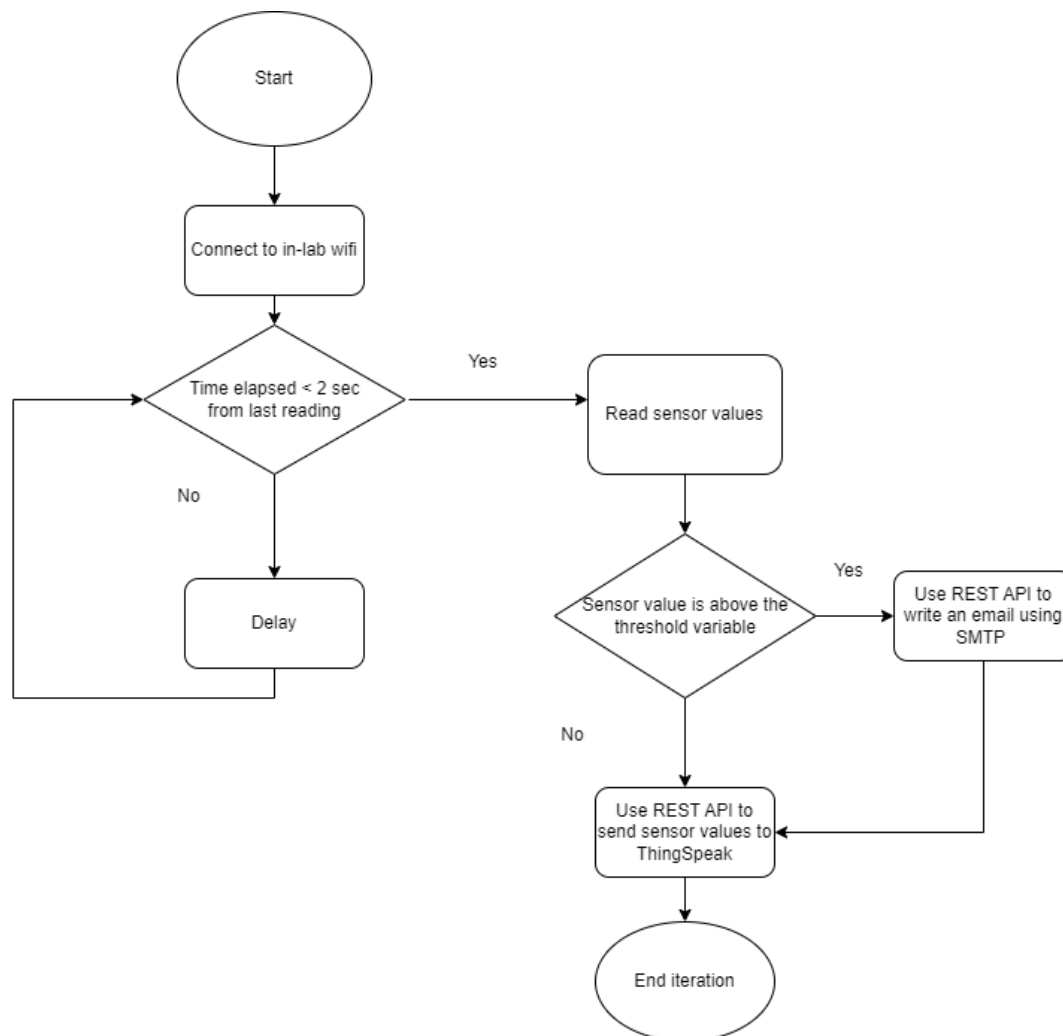 Start
Connect to in-lab wifi
Time elapsed < 2 sec
from last reading
Yes
Read sensor values
No
Delay
Sensor value is above the
threshold variable
Yes
Use REST API to
write an email using
SMTP
No
Use REST API to
send sensor values to
ThingSpeak
End iteration